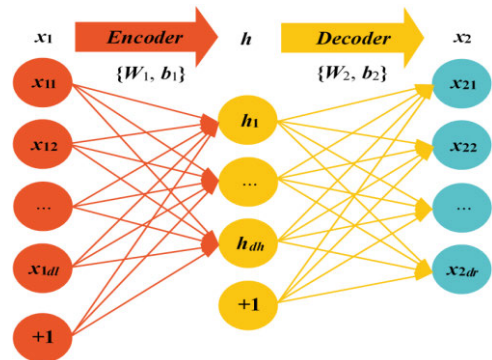 x1 Encoder h Decoder x2
{W1, b1} {W2, b2}
x11 x21
h1
x12 x22
... ...
... ...
hdh
x1dl x2dr
+1
+1